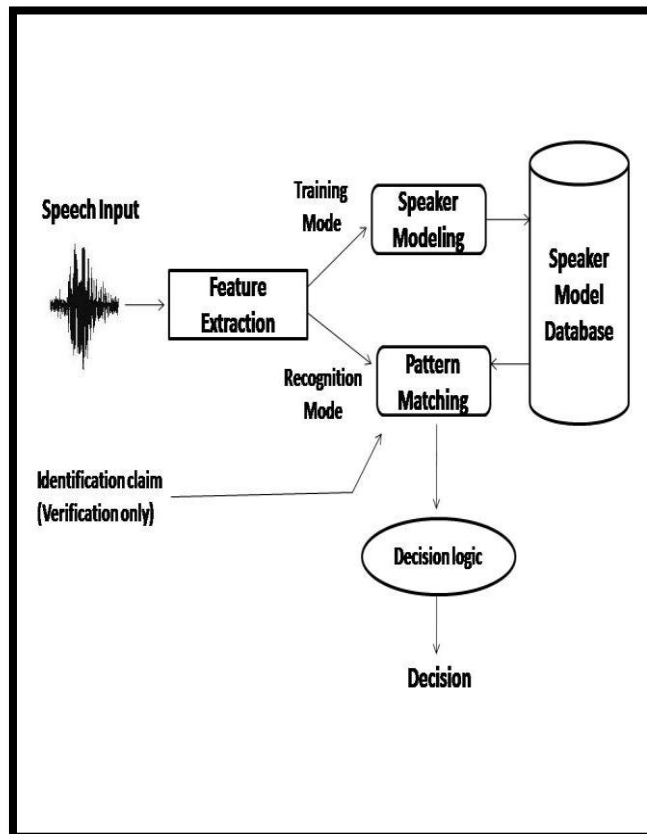 Speech Input
Feature
Extraction
Training
Mode
Speaker
Modeling
Speaker
Model
Database
Recognition
Mode
Pattern
Matching
Identification claim
(Verification only)
Decision logic
Decision